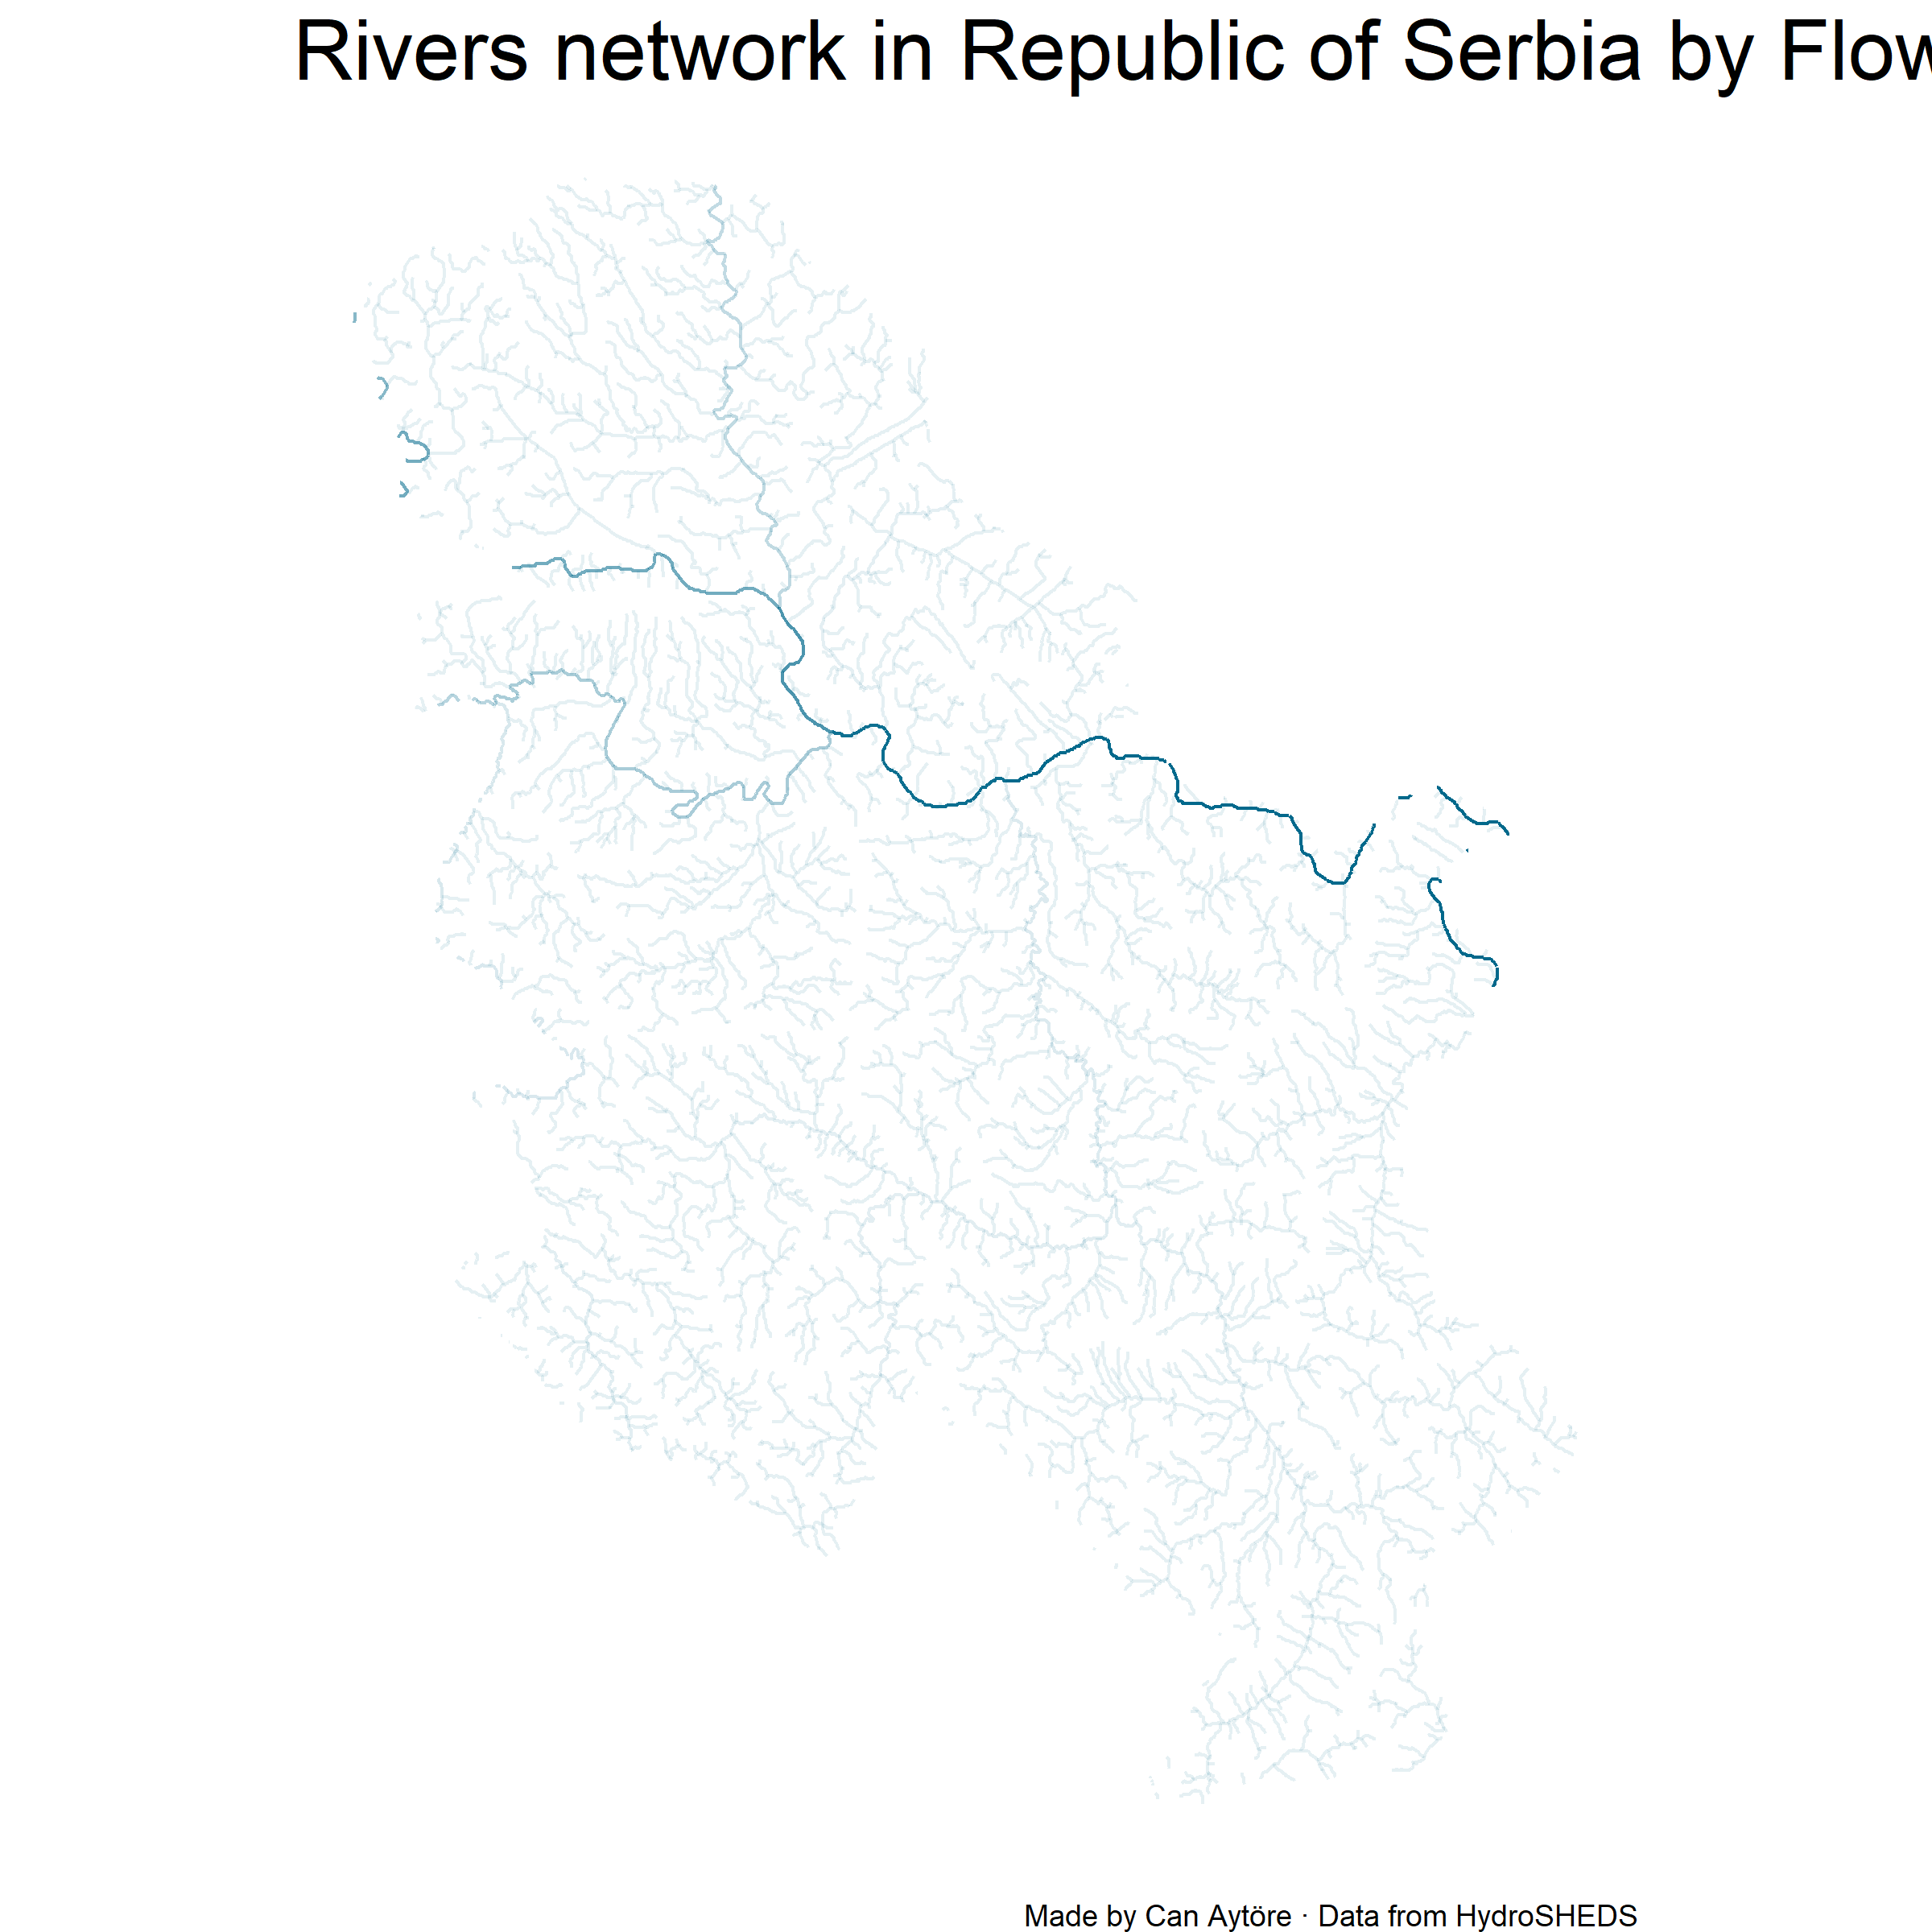 Rivers network in Republic of Serbia by Flow
Made by Can Aytöre · Data from HydroSHEDS